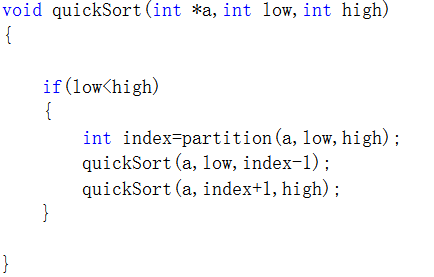 void quickSort(int *a,int low,int high)
{
if(low<high)
{
int index=partition(a,low,high);
quickSort(a,low,index-1);
quickSort(a,index+1,high);
}
}